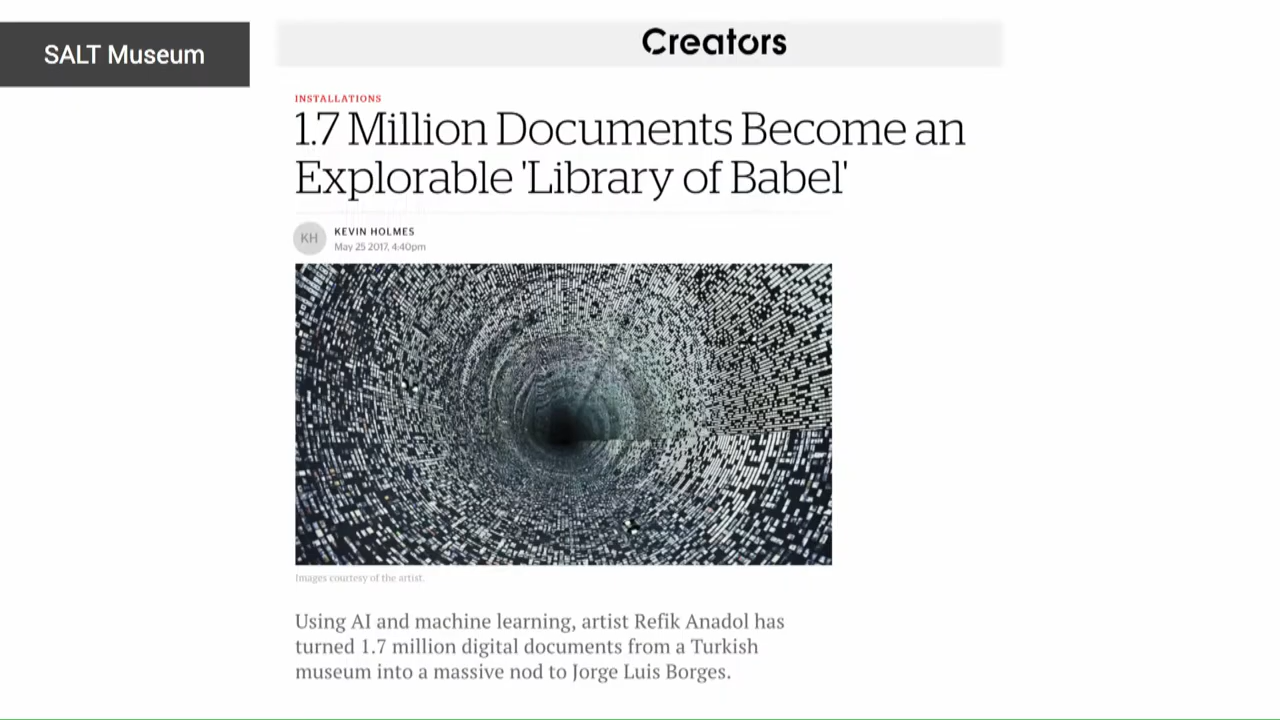 SALT Museum
Creators
INSTALLATIONS
1.7 Million Documents Become an
Explorable 'Library of Babel'
KH
KEVIN HOLMES
May 25 2017, 4:40pm
Images courtesy of the artist.
Using AI and machine learning, artist Refik Anadol has
turned 1.7 million digital documents from a Turkish
museum into a massive nod to Jorge Luis Borges.